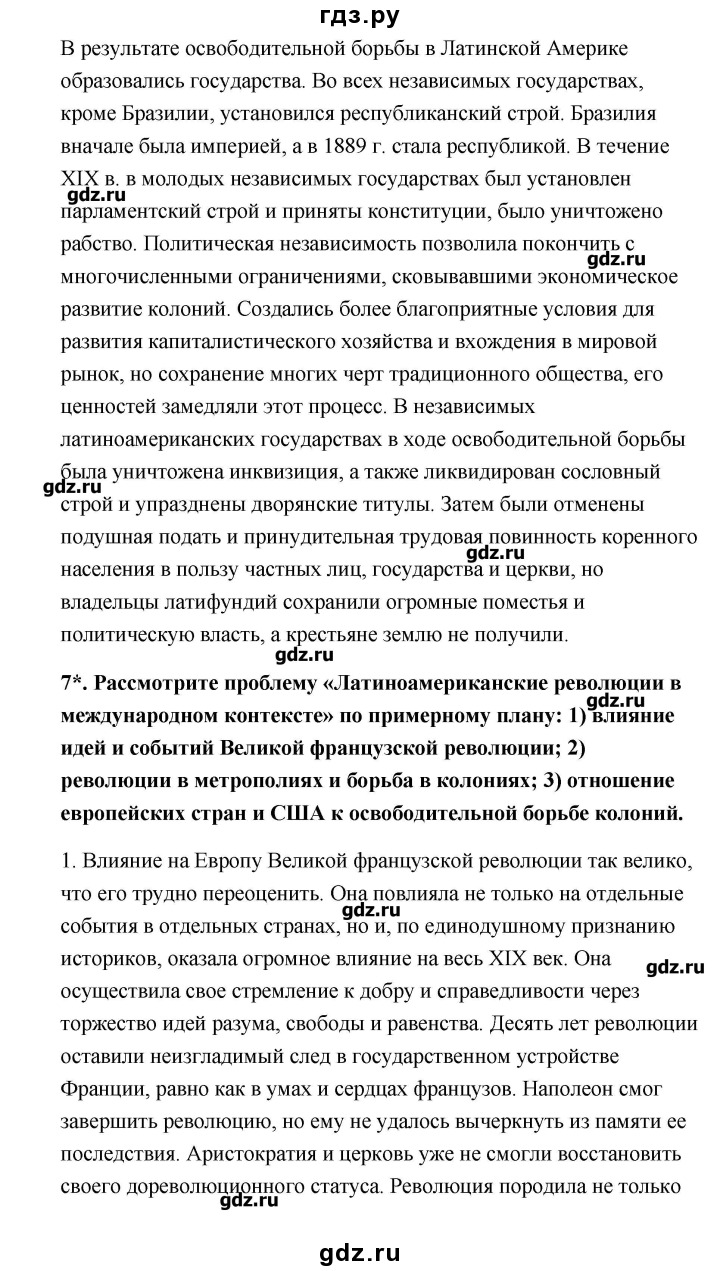 гдз.ру
В результате освободительной борьбы в Латинской Америке
образовались государства. Во всех независимых государствах,
кроме Бразилии, установился республиканский строй. Бразилия
вначале была империей, а в 1889 г. стала республикой. В течение
XIX в. в молодых независимых государствах был установлен
gdz.ru
парламентский строй и приняты конституции, было уничтожено
рабство. Политическая независимость позволила покончить с
gdz.ru
многочисленными ограничениями, сковывавшими экономическое
развитие колоний. Создались более благоприятные условия для
развития капиталистического хозяйства и вхождения в мировой
рынок, но сохранение многих черт традиционного общества, его
ценностей замедляли этот процесс. В независимых
латиноамериканских государствах в ходе освободительной борьбы
была уничтожена инквизиция, а также ликвидирован сословный
gdz.ru
строй и упразднены дворянские титулы. Затем были отменены
подушная подать и принудительная трудовая повинность коренного
gdz.ru
населения в пользу частных лиц, государства и церкви, но
владельцы латифундий сохранили огромные поместья и
политическую власть, а крестьяне землю не получили.
gdz.ru
7*. Рассмотрите проблему «Латиноамериканские революции в
gdz.ru
международном контексте» по примерному плану: 1) влияние
идей и событий Великой французской революции; 2)
революции в метрополиях и борьба в колониях; 3) отношение
европейских стран и США к освободительной борьбе колоний.
1. Влияние на Европу Великой французской революции так велико,
что его трудно переоценить. Она повлияла не только на отдельные
gdz.ru
события в отдельных странах, но и, по единодушному признанию
историков, оказала огромное влияние на весь XIX век. Она
gdz.ru
осуществила свое стремление к добру и справедливости через
торжество идей разума, свободы и равенства. Десять лет революции
оставили неизгладимый след в государственном устройстве
Франции, равно как в умах и сердцах французов. Наполеон смог
завершить революцию, но ему не удалось вычеркнуть из памяти ее
последствия. Аристократия и церковь уже не смогли восстановить
своего дореволюционного статуса. Революция породила не только
gdz.ru
gdz.ru